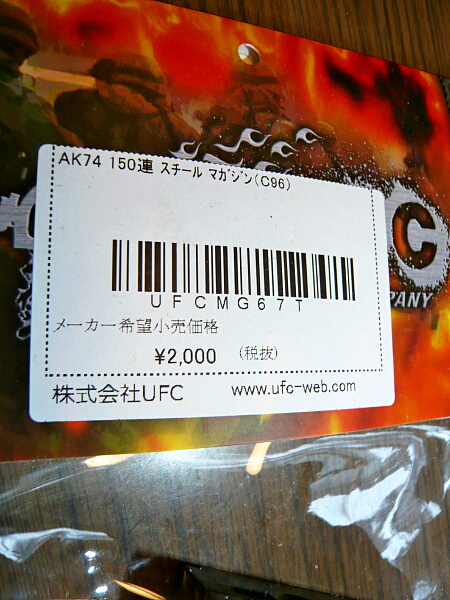 AK74 150連 スチール マガジン(C96)
UFCMG67T
メーカー希望小売価格
¥2,000 (税抜)
株式会社UFC www.ufc-web.com
C
PANY